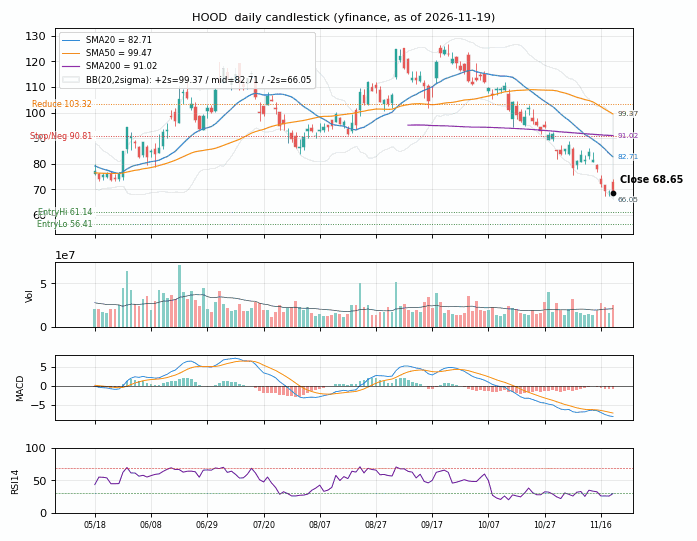 HOOD daily candlestick (yfinance, as of 2026-11-19)
SMA20 = 82.71
SMA50 = 99.47
SMA200 = 91.02
BB(20,2sigma): +2s=99.37 / mid=82.71 / -2s=66.05
130
120
110
100
90
80
70
60
Reduce 103.32
Stop/Neg 90.81
EntryHi 61.14
EntryLo 56.41
99.37
91.02
82.71
Close 68.65
66.05
1e7
Vol
5
0
MACD
5
0
−5
RSI14
100
50
0
05/18
06/08
06/29
07/20
08/07
08/27
09/17
10/07
10/27
11/16